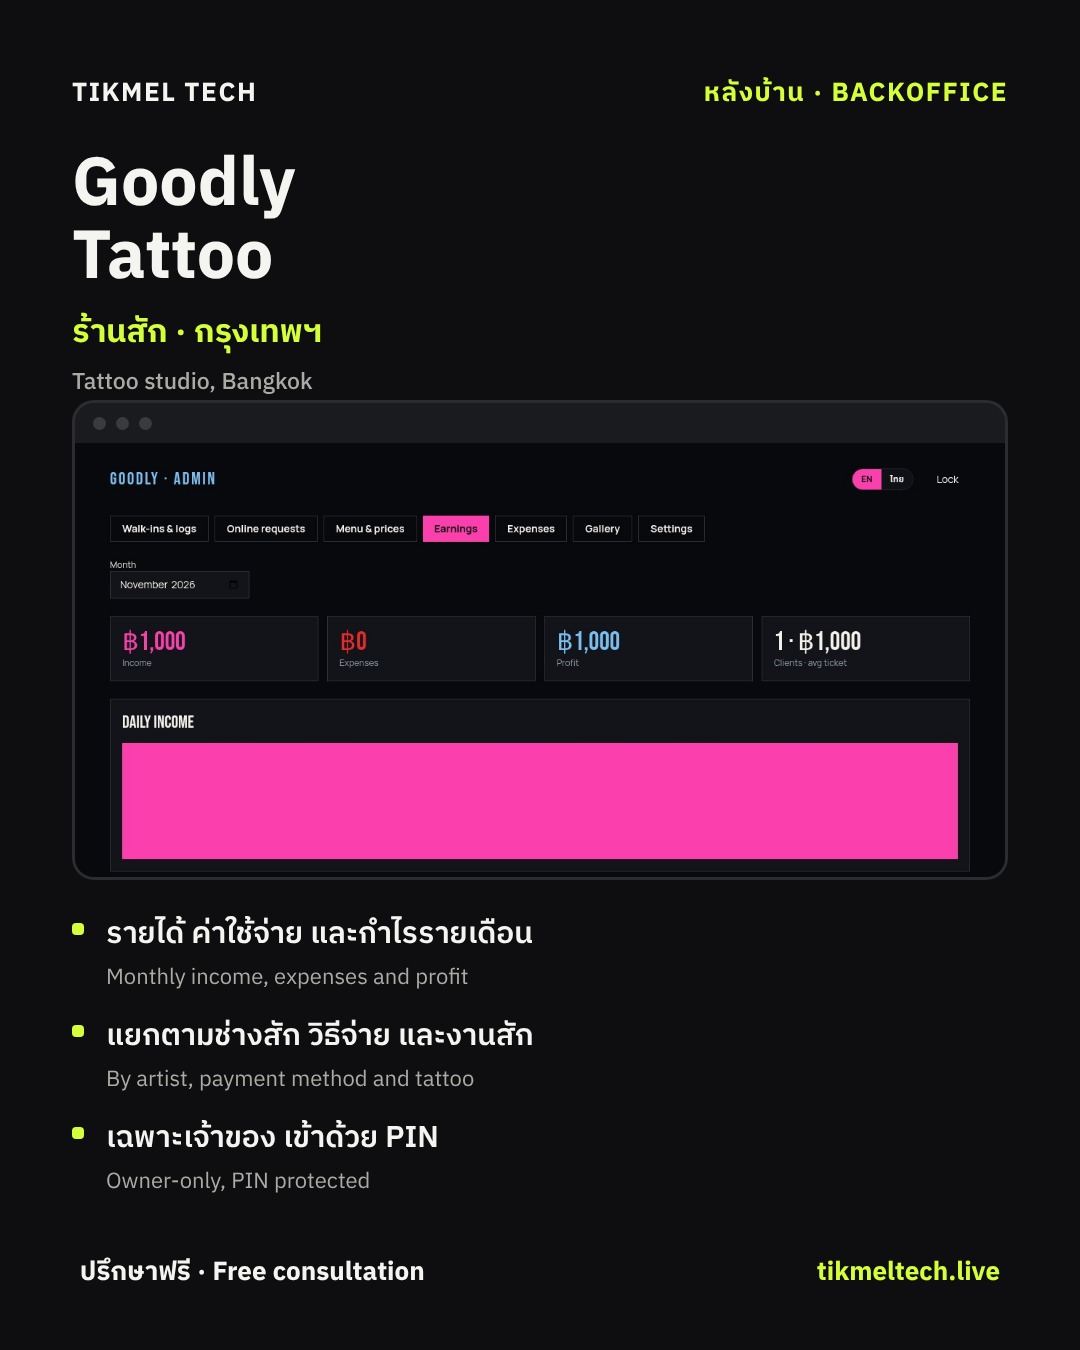 TIKMEL TECH
หลังบ้าน · BACKOFFICE
Goodly
Tattoo
ร้านสัก · กรุงเทพฯ
Tattoo studio, Bangkok
GOODLY · ADMIN
EN ไทย Lock
Walk-ins & logs Online requests Menu & prices Earnings Expenses Gallery Settings
Month
November 2026
฿1,000 ฿0 ฿1,000 1 · ฿1,000
Income Expenses Profit Clients · avg ticket
DAILY INCOME
รายได้ ค่าใช้จ่าย และกำไรรายเดือน
Monthly income, expenses and profit
แยกตามช่างสัก วิธีจ่าย และงานสัก
By artist, payment method and tattoo
เฉพาะเจ้าของ เข้าด้วย PIN
Owner-only, PIN protected
ปรึกษาฟรี · Free consultation
tikmeltech.live